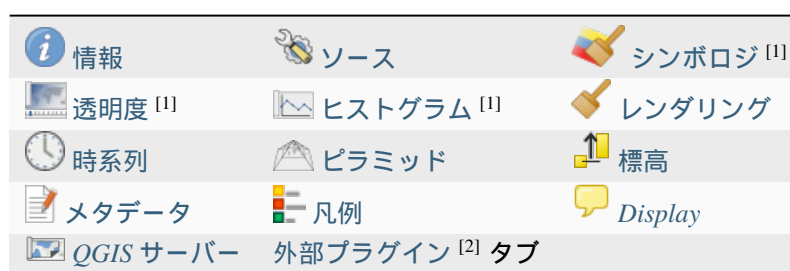 情報 ソース シンボロジ [1]
透明度 [1] ヒストグラム [1] レンダリング
時系列 ピラミッド 標高
メタデータ 凡例 Display
QGIS サーバー 外部プラグイン [2] タブ